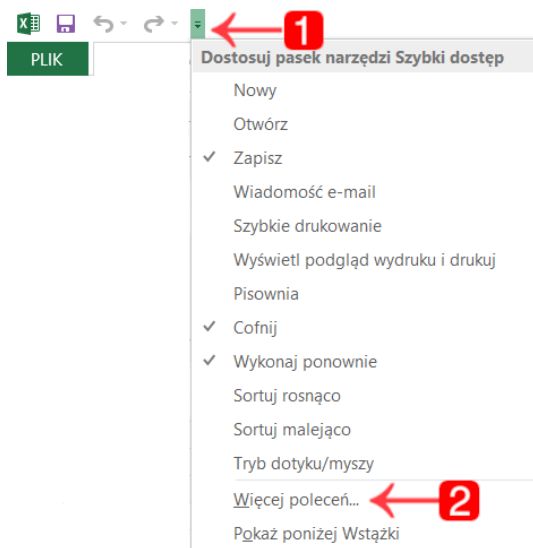 1
PLIK
Dostosuj pasek narzędzi Szybki dostęp
Nowy
Otwórz
Zapisz
Wiadomość e-mail
Szybkie drukowanie
Wyświetl podgląd wydruku i drukuj
Pisownia
Cofnij
Wykonaj ponownie
Sortuj rosnąco
Sortuj malejąco
Tryb dotyku/myszy
Więcej poleceń... 2
Pokaż poniżej Wstążki